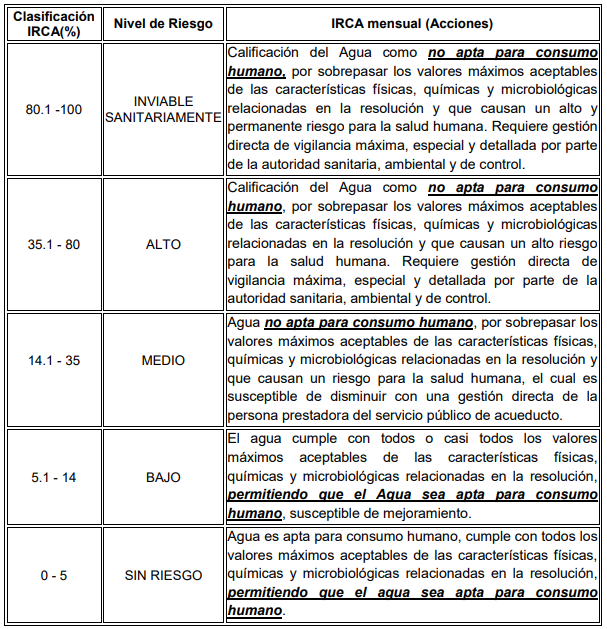 Clasificación
IRCA(%)
Nivel de Riesgo
IRCA mensual (Acciones)
80.1 -100
INVIABLE
SANITARIAMENTE
Calificación del Agua como no apta para consumo
humano, por sobrepasar los valores máximos aceptables
de las características físicas, químicas y microbiológicas
relacionadas en la resolución y que causan un alto y
permanente riesgo para la salud humana. Requiere gestión
directa de vigilancia máxima, especial y detallada por parte
de la autoridad sanitaria, ambiental y de control.
35.1 - 80
ALTO
Calificación del Agua como no apta para consumo
humano, por sobrepasar los valores máximos aceptables
de las características físicas, químicas y microbiológicas
relacionadas en la resolución y que causan un alto riesgo
para la salud humana. Requiere gestión directa de
vigilancia máxima, especial y detallada por parte de la
autoridad sanitaria, ambiental y de control.
14.1 - 35
MEDIO
Agua no apta para consumo humano, por sobrepasar los
valores máximos aceptables de las características físicas,
químicas y microbiológicas relacionadas en la resolución y
que causan un riesgo para la salud humana, el cual es
susceptible de disminuir con una gestión directa de la
persona prestadora del servicio público de acueducto.
5.1 - 14
BAJO
El agua cumple con todos o casi todos los valores
máximos aceptables de las características físicas,
químicas y microbiológicas relacionadas en la resolución,
permitiendo que el Agua sea apta para consumo
humano, susceptible de mejoramiento.
0 - 5
SIN RIESGO
Agua es apta para consumo humano, cumple con todos los
valores máximos aceptables de las características físicas,
químicas y microbiológicas relacionadas en la resolución,
permitiendo que el agua sea apta para consumo
humano.